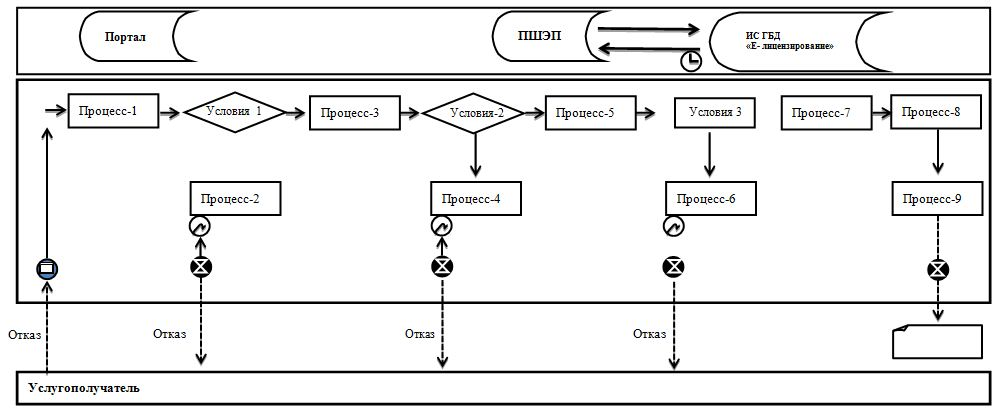 Портал
ПШЭП
ИС ГБД
«Е- лицензирование»
Процесс-1
Условия 1
Процесс-3
Условия-2
Процесс-5
Условия 3
Процесс-7
Процесс-8
Процесс-2
Процесс-4
Процесс-6
Процесс-9
Отказ
Отказ
Отказ
Отказ
Услугополучатель